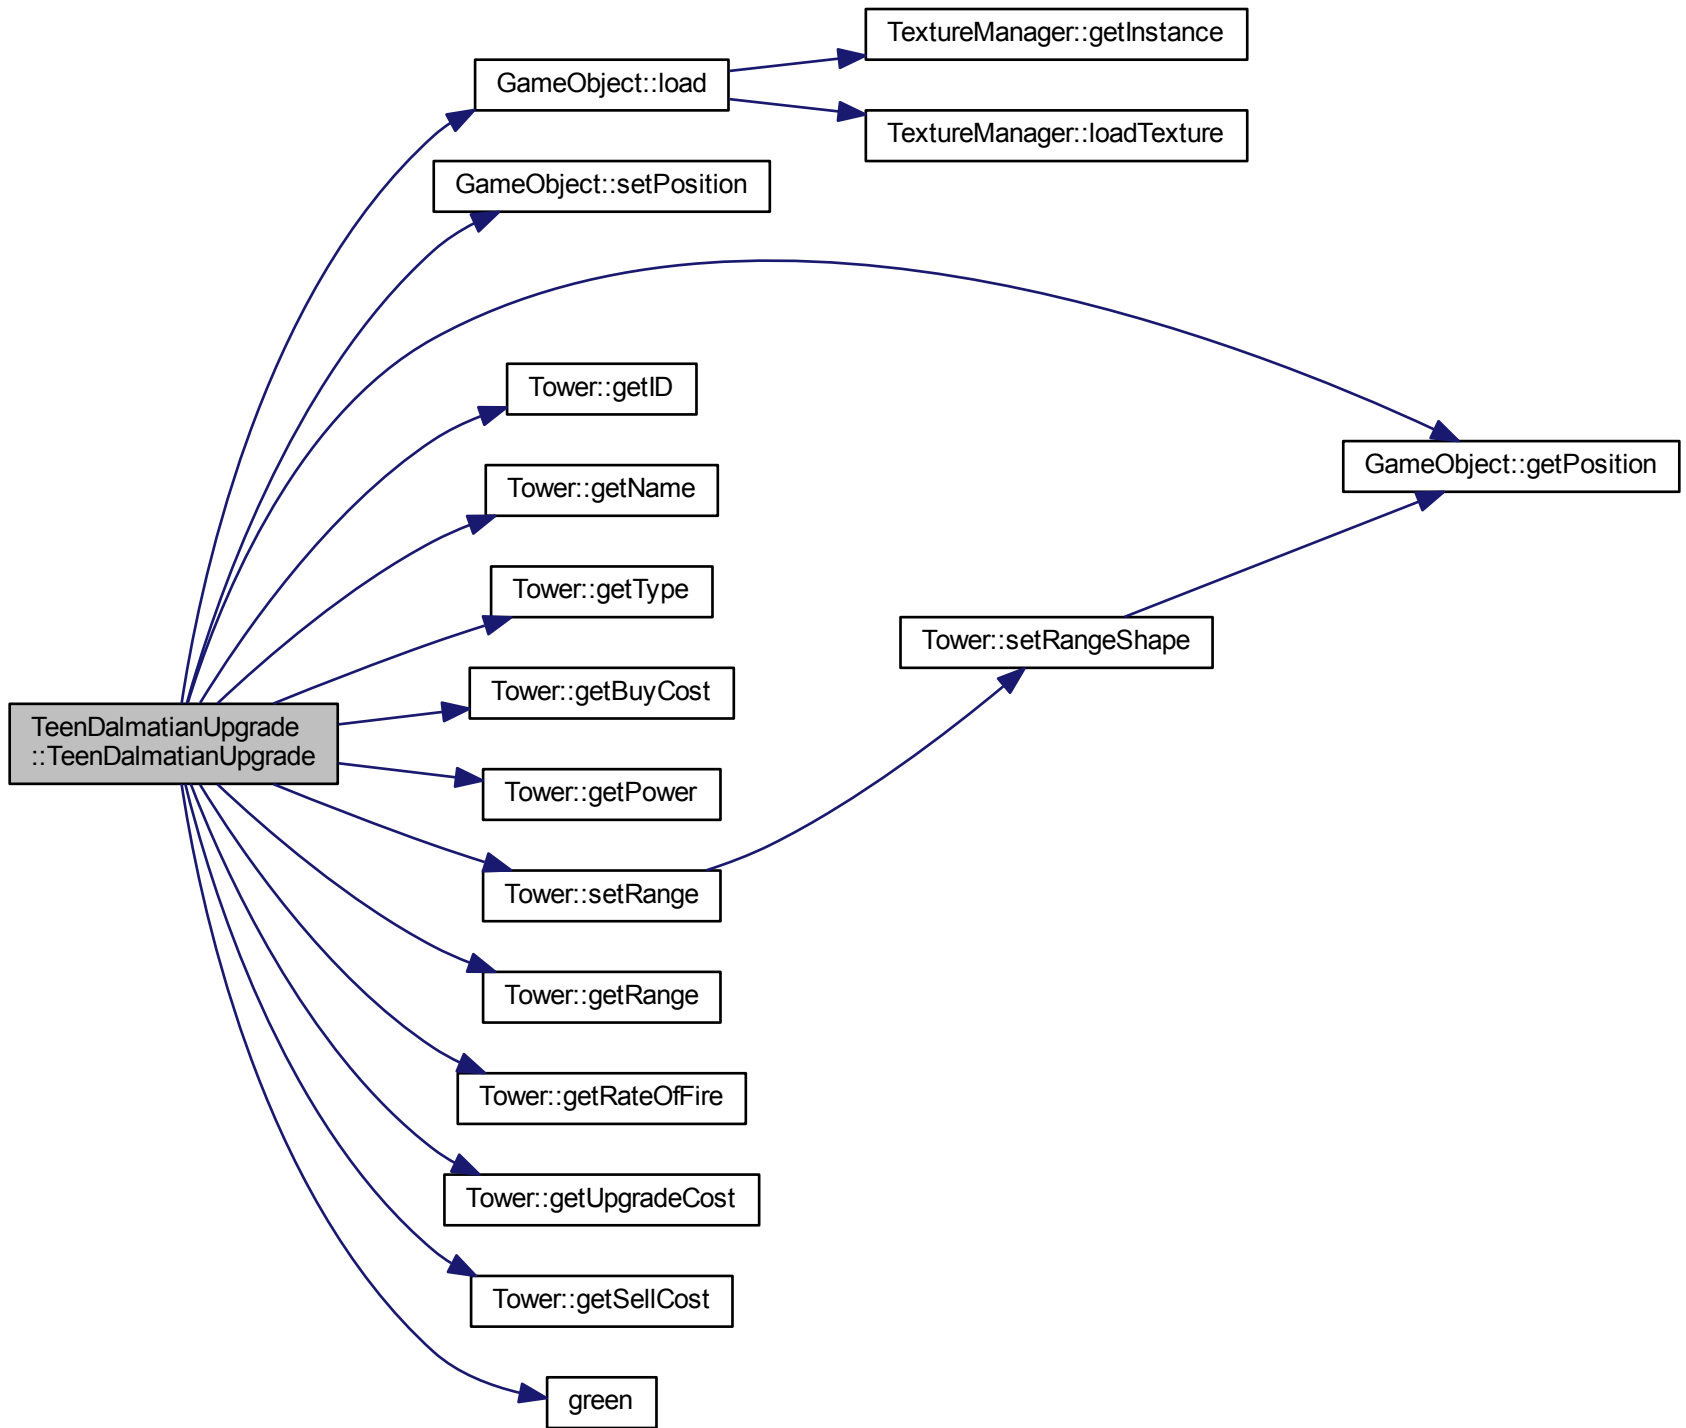 TextureManager::getInstance
GameObject::load
TextureManager::loadTexture
GameObject::setPosition
Tower::getID
GameObject::getPosition
Tower::getName
Tower::getType
Tower::setRangeShape
Tower::getBuyCost
TeenDalmatianUpgrade
::TeenDalmatianUpgrade
Tower::getPower
Tower::setRange
Tower::getRange
Tower::getRateOfFire
Tower::getUpgradeCost
Tower::getSellCost
green